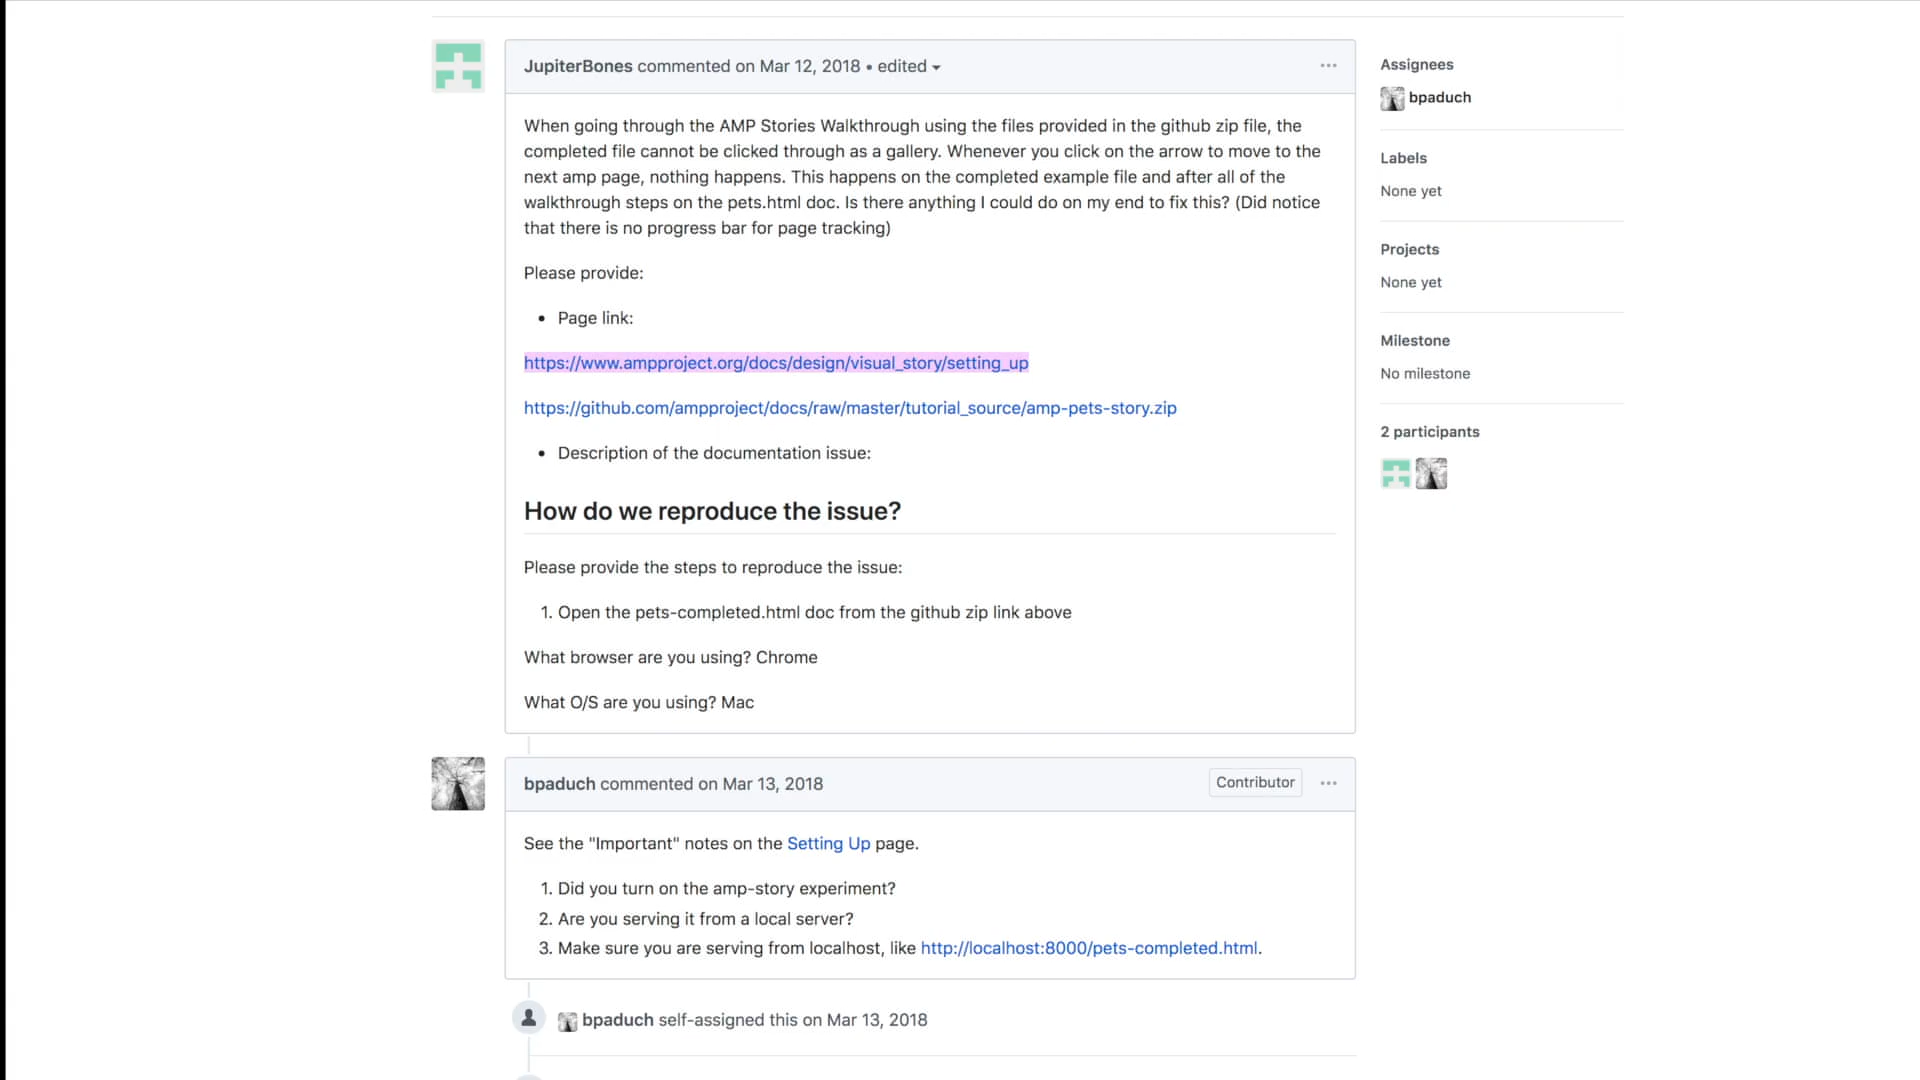 JupiterBones commented on Mar 12, 2018 • edited
When going through the AMP Stories Walkthrough using the files provided in the github zip file, the
completed file cannot be clicked through as a gallery. Whenever you click on the arrow to move to the
next amp page, nothing happens. This happens on the completed example file and after all of the
walkthrough steps on the pets.html doc. Is there anything I could do on my end to fix this? (Did notice
that there is no progress bar for page tracking)
Please provide:
• Page link:
https://www.ampproject.org/docs/design/visual_story/setting_up
https://github.com/ampproject/docs/raw/master/tutorial_source/amp-pets-story.zip
• Description of the documentation issue:
How do we reproduce the issue?
Please provide the steps to reproduce the issue:
1. Open the pets-completed.html doc from the github zip link above
What browser are you using? Chrome
What O/S are you using? Mac
bpaduch commented on Mar 13, 2018
Contributor
See the "Important" notes on the Setting Up page.
1. Did you turn on the amp-story experiment?
2. Are you serving it from a local server?
3. Make sure you are serving from localhost, like http://localhost:8000/pets-completed.html.
bpaduch self-assigned this on Mar 13, 2018
Assignees
bpaduch
Labels
None yet
Projects
None yet
Milestone
No milestone
2 participants